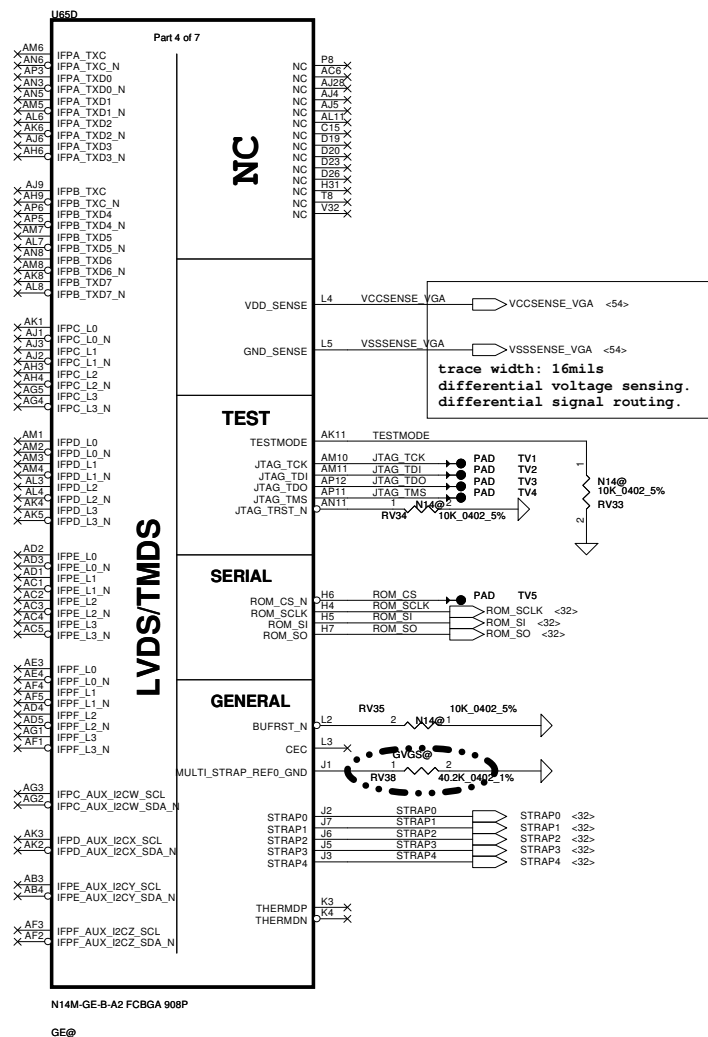 U65D
Part 4 of 7
AM6 IFPA_TXC
AN6 IFPA_TXC_N
AP3 IFPA_TXD0
AN3 IFPA_TXD0_N
AN5 IFPA_TXD1
AM5 IFPA_TXD1_N
AL6 IFPA_TXD2
AK6 IFPA_TXD2_N
AJ6 IFPA_TXD3
AH6 IFPA_TXD3_N
AJ9 IFPB_TXC
AH9 IFPB_TXC_N
AP6 IFPB_TXD4
AP5 IFPB_TXD4_N
AM7 IFPB_TXD5
AL7 IFPB_TXD5_N
AN8 IFPB_TXD6
AM8 IFPB_TXD6_N
AK8 IFPB_TXD7
AL8 IFPB_TXD7_N
AK1 IFPC_L0
AJ1 IFPC_L0_N
AJ3 IFPC_L1
AJ2 IFPC_L1_N
AH3 IFPC_L2
AH4 IFPC_L2_N
AG5 IFPC_L3
AG4 IFPC_L3_N
AM1 IFPD_L0
AM2 IFPD_L0_N
AM3 IFPD_L1
AM4 IFPD_L1_N
AL3 IFPD_L2
AL4 IFPD_L2_N
AK4 IFPD_L3
AK5 IFPD_L3_N
AD2 IFPE_L0
AD3 IFPE_L0_N
AD1 IFPE_L1
AC1 IFPE_L1_N
AC2 IFPE_L2
AC3 IFPE_L2_N
AC4 IFPE_L3
AC5 IFPE_L3_N
AE3 IFPF_L0
AE4 IFPF_L0_N
AF4 IFPF_L1
AF5 IFPF_L1_N
AD4 IFPF_L2
AD5 IFPF_L2_N
AG1 IFPF_L3
AF1 IFPF_L3_N
AG3 IFPC_AUX_I2CW_SCL
AG2 IFPC_AUX_I2CW_SDA_N
AK3 IFPD_AUX_I2CX_SCL
AK2 IFPD_AUX_I2CX_SDA_N
AB3 IFPE_AUX_I2CY_SCL
AB4 IFPE_AUX_I2CY_SDA_N
AF3 IFPF_AUX_I2CZ_SCL
AF2 IFPF_AUX_I2CZ_SDA_N
LVDS/TMDS
NC
NC P8
NC AC6
NC AJ28
NC AJ4
NC AJ5
NC AL11
NC C15
NC D19
NC D20
NC D23
NC D26
NC H31
NC T8
NC V32
VDD_SENSE L4 VCCSENSE_VGA VCCSENSE_VGA <54>
GND_SENSE L5 VSSSENSE_VGA VSSSENSE_VGA <54>
trace width: 16mils
differential voltage sensing.
differential signal routing.
TEST
TESTMODE AK11 TESTMODE
JTAG_TCK AM10 JTAG_TCK PAD TV1
JTAG_TDI AM11 JTAG_TDI PAD TV2
JTAG_TDO AP12 JTAG_TDO PAD TV3
JTAG_TMS AP11 JTAG_TMS PAD TV4
JTAG_TRST_N AN11 1 N14@ 2
RV34 10K_0402_5%
1
N14@
10K_0402_5%
RV33
2
SERIAL
ROM_CS_N H6 ROM_CS PAD TV5
ROM_SCLK H4 ROM_SCLK ROM_SCLK <32>
ROM_SI H5 ROM_SI ROM_SI <32>
ROM_SO H7 ROM_SO ROM_SO <32>
GENERAL
RV35 10K_0402_5%
BUFRST_N L2 2 N14@ 1
CEC L3
GVGS@
MULTI_STRAP_REF0_GND J1 1 2
RV38 40.2K_0402_1%
STRAP0 J2 STRAP0 STRAP0 <32>
STRAP1 J7 STRAP1 STRAP1 <32>
STRAP2 J6 STRAP2 STRAP2 <32>
STRAP3 J5 STRAP3 STRAP3 <32>
STRAP4 J3 STRAP4 STRAP4 <32>
THERMDP K3
THERMDN K4
N14M-GE-B-A2 FCBGA 908P
GE@